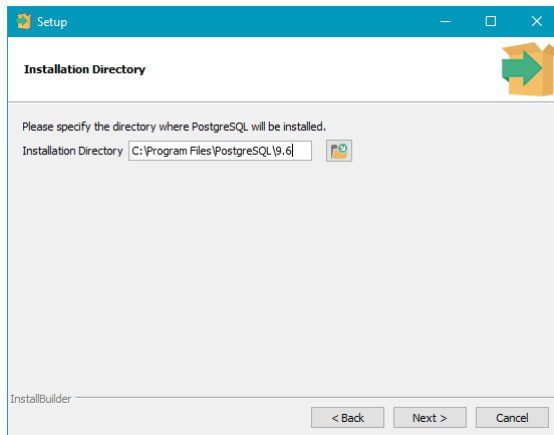 Setup
Installation Directory
Please specify the directory where PostgreSQL will be installed.
Installation Directory C:\Program Files\PostgreSQL\9.6
InstallBuilder
< Back Next > Cancel